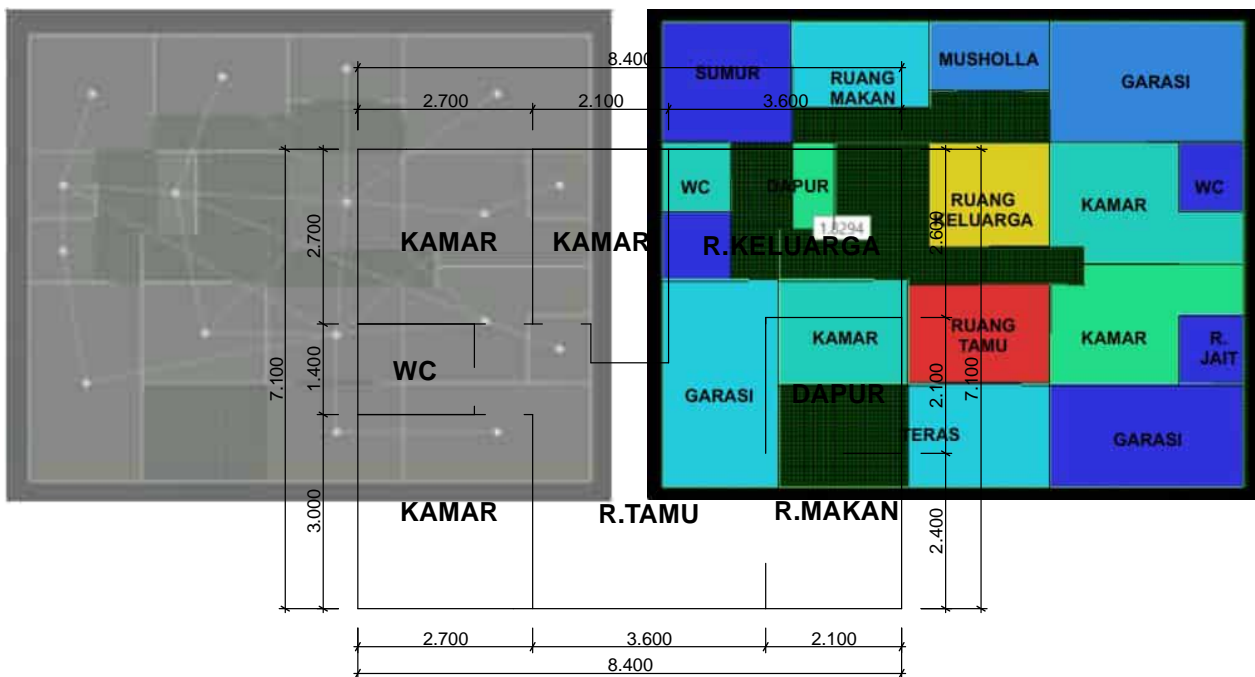 8.400
2.700
2.100
3.600
SUMUR
RUANG
MAKAN
MUSHOLLA
GARASI
WC
DAPUR
RUANG
KELUARGA
KAMAR
WC
1.8294
KAMAR
KAMAR
R.KELUARGA
2.700
2.600
KAMAR
RUANG
TAMU
KAMAR
R.
JAIT
WC
7.100
1.400
GARASI
DAPUR
2.100
7.100
TERAS
GARASI
3.000
KAMAR
R.TAMU
R.MAKAN
2.400
2.700
3.600
2.100
8.400